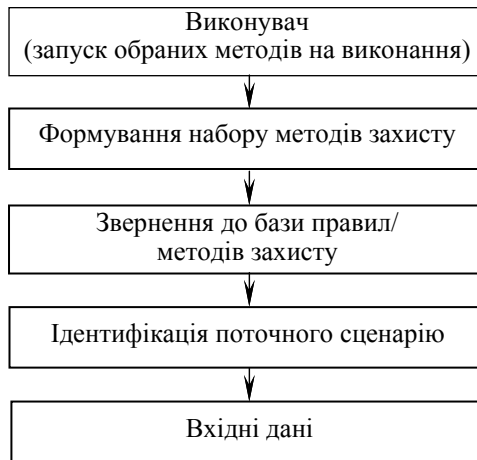 Виконувач
(запуск обраних методів на виконання)
Формування набору методів захисту
Звернення до бази правил/
методів захисту
Ідентифікація поточного сценарію
Вхідні дані